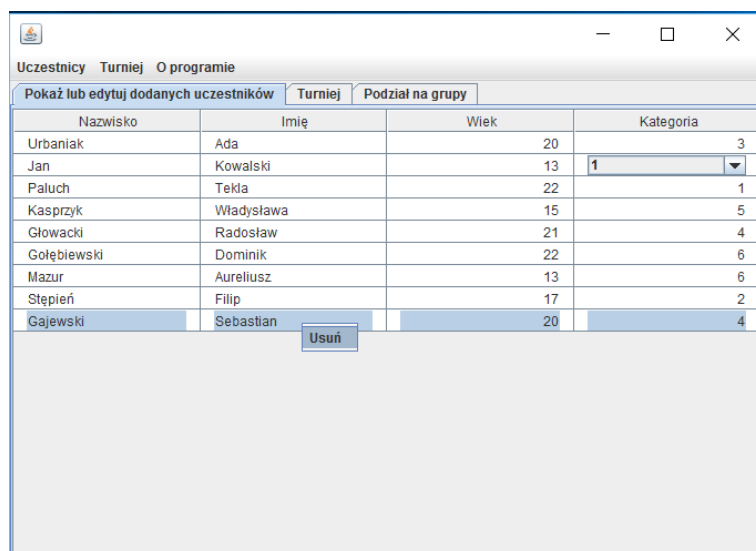 Uczestnicy Turniej O programie
Pokaż lub edytuj dodanych uczestników Turniej Podział na grupy
Nazwisko Imię Wiek Kategoria
Urbaniak Ada 20 3
Jan Kowalski 13 1
Paluch Tekla 22 1
Kasprzyk Władysława 15 5
Głowacki Radosław 21 4
Gołębiewski Dominik 22 6
Mazur Aureliusz 13 6
Stępień Filip 17 2
Gajewski Sebastian 20 4
Usuń